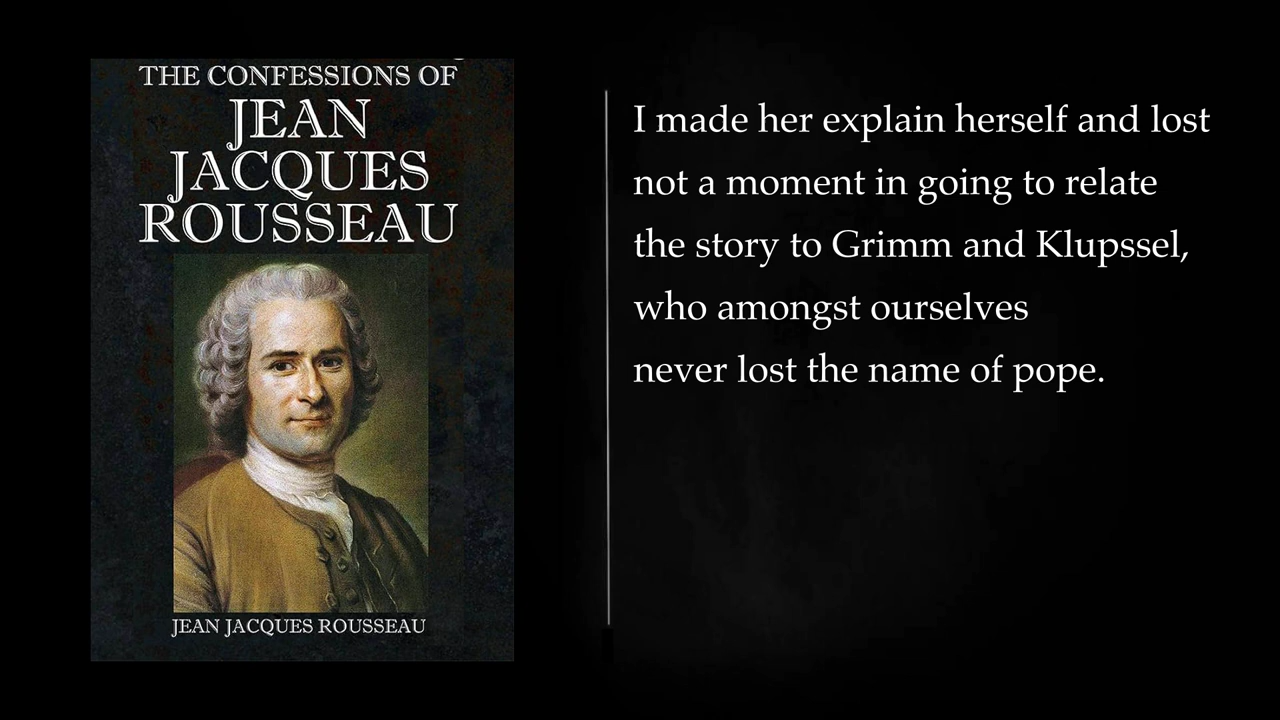 THE CONFESSIONS OF
JEAN
JACQUES
ROUSSEAU
JEAN JACQUES ROUSSEAU
I made her explain herself and lost
not a moment in going to relate
the story to Grimm and Klupssel,
who amongst ourselves
never lost the name of pope.